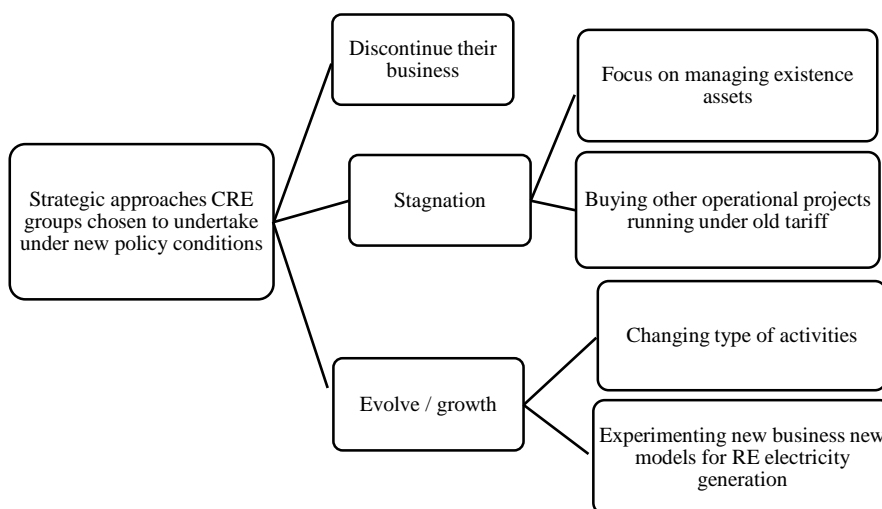 Strategic approaches CRE
groups chosen to undertake
under new policy conditions
Discontinue their
business
Stagnation
Evolve / growth
Focus on managing existence
assets
Buying other operational projects
running under old tariff
Changing type of activities
Experimenting new business new
models for RE electricity
generation